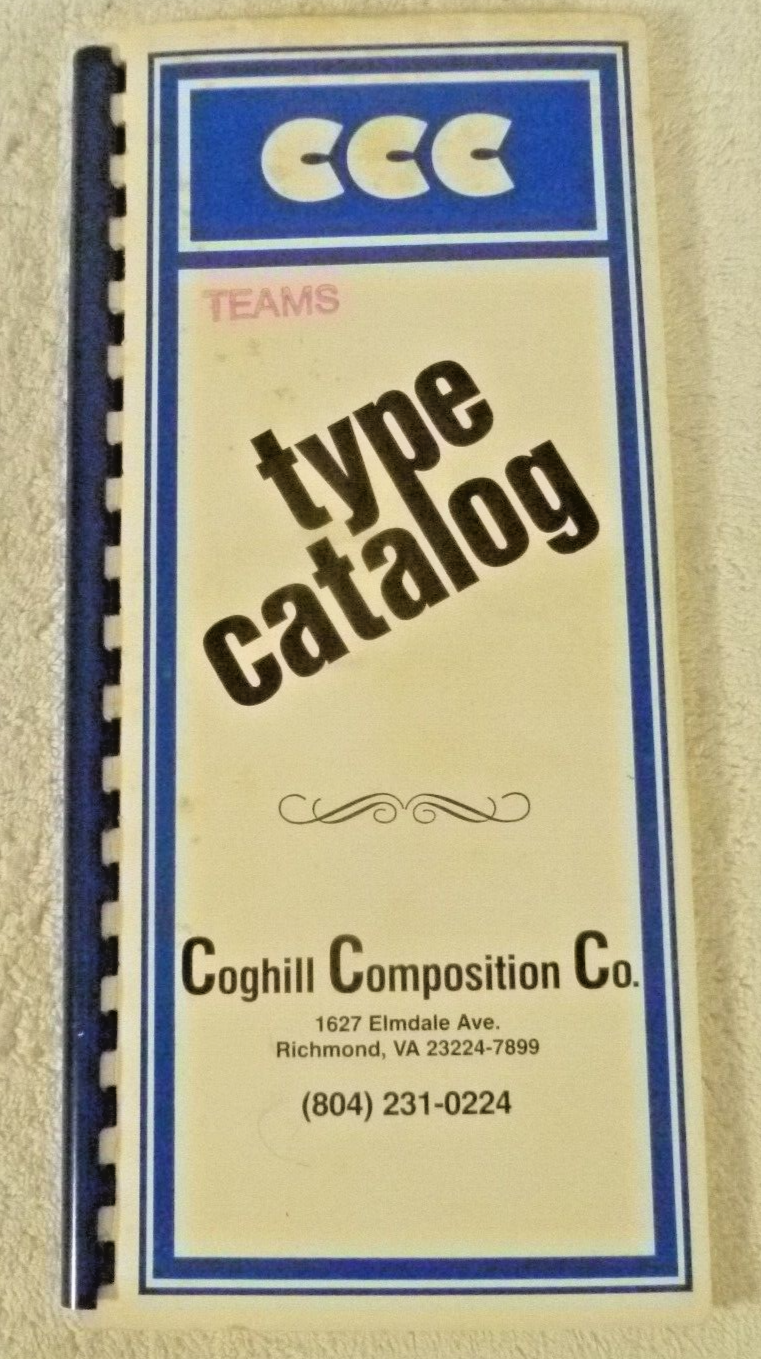 CCC
TEAMS
type
catalog
Coghill Composition Co.
1627 Elmdale Ave.
Richmond, VA 23224-7899
(804) 231-0224